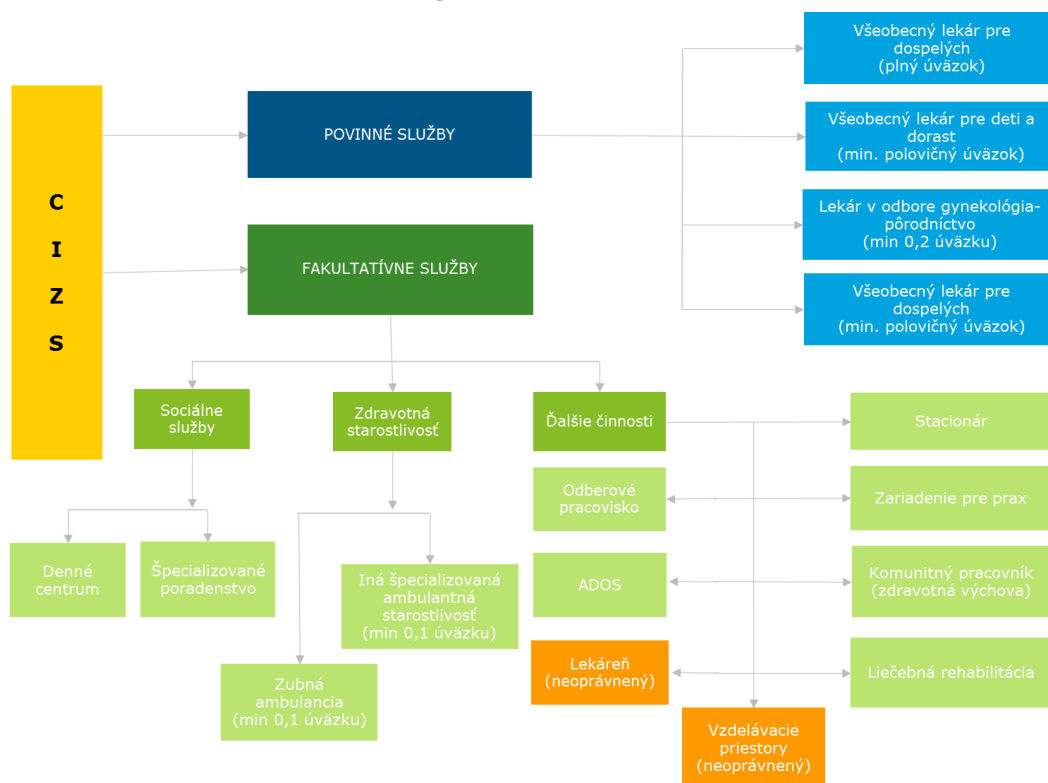 C
I
Z
S
POVINNÉ SLUŽBY
Všeobecný lekár pre
dospelých
(plný úväzok)
Všeobecný lekár pre deti a
dorast
(min. polovičný úväzok)
Lekár v odbore gynekológia-
pôrodníctvo
(min 0,2 úväzku)
Všeobecný lekár pre
dospelých
(min. polovičný úväzok)
FAKULTATÍVNE SLUŽBY
Sociálne
služby
Zdravotná
starostlivosť
Ďalšie činnosti
Denné
centrum
Špecializované
poradenstvo
Zubná
ambulancia
(min 0,1 úväzku)
Iná špecializovaná
ambulantná
starostlivosť
(min 0,1 úväzku)
Stacionár
Odberové
pracovisko
Zariadenie pre prax
ADOS
Komunitný pracovník
(zdravotná výchova)
Lekáreň
(neoprávnený)
Liečebná rehabilitácia
Vzdelávacie
priestory
(neoprávnený)